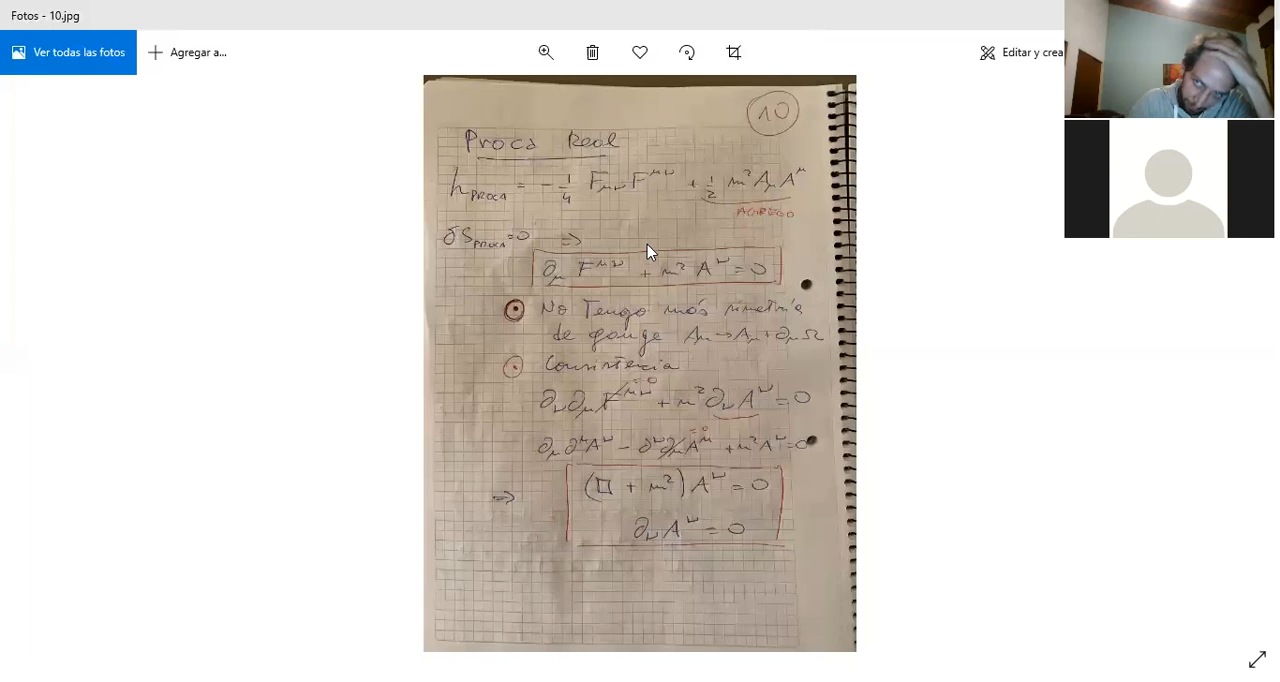 Fotos - 10.jpg
Ver todas las fotos
Agregar a...
Editar y crea
10
Proca Real
ℒ_PROCA = -1/4 F_μν F^μν + 1/2 m² A_μ A^μ
AGREGO
δS_PROCA = 0 ⇒
∂_μ F^μν + m² A^ν = 0
No Tengo más simetría
de gauge A_μ → A_μ + ∂_μ Ω
Consistencia
∂_ν ∂_μ F^μν = 0 + m² ∂_ν A^ν = 0
∂_μ ∂^μ A^ν - ∂^ν ∂_μ A^μ = 0 + m² A^ν = 0
⇒ (□ + m²) A^ν = 0
∂_ν A^ν = 0